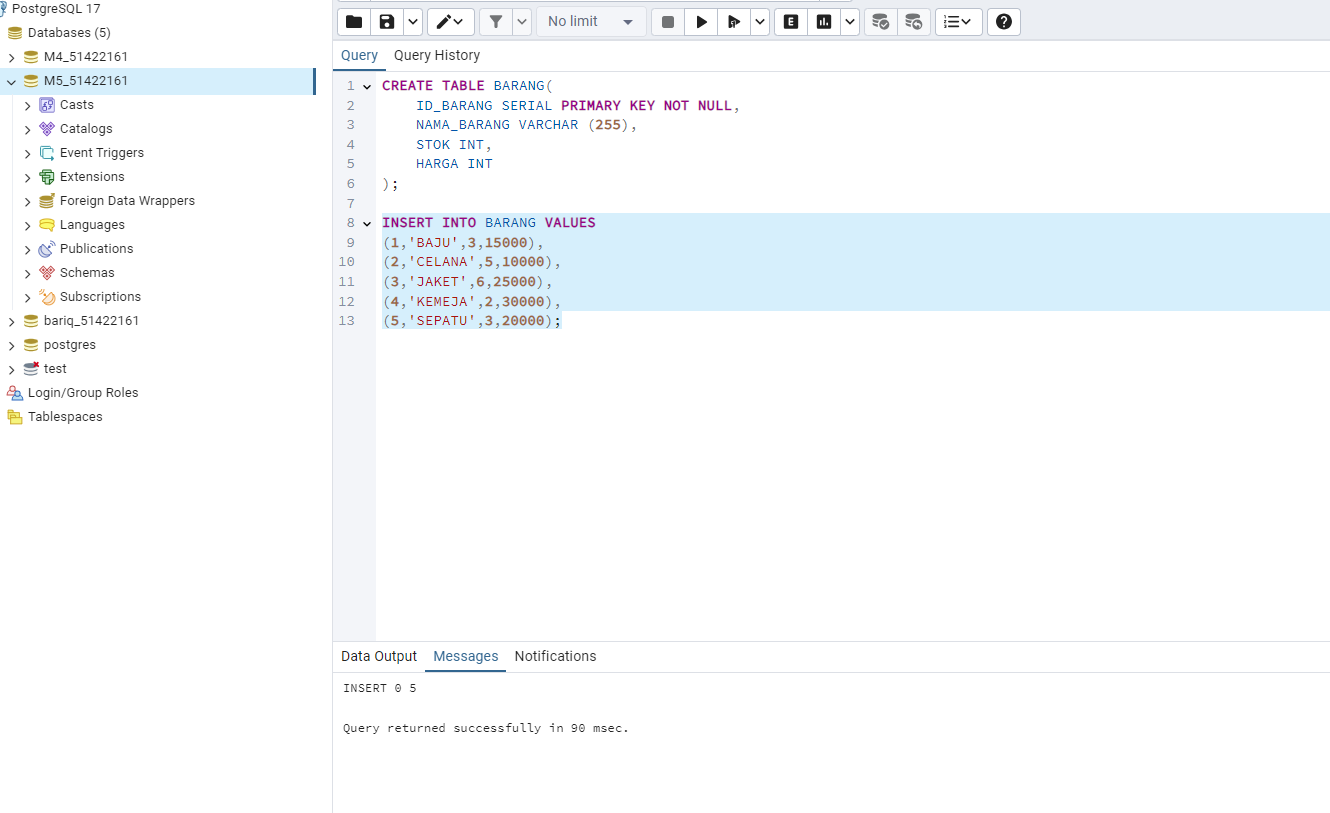 PostgreSQL 17
Databases (5)
M4_51422161
M5_51422161
Casts
Catalogs
Event Triggers
Extensions
Foreign Data Wrappers
Languages
Publications
Schemas
Subscriptions
bariq_51422161
postgres
test
Login/Group Roles
Tablespaces
No limit
E
Query Query History
1 CREATE TABLE BARANG(
2 ID_BARANG SERIAL PRIMARY KEY NOT NULL,
3 NAMA_BARANG VARCHAR (255),
4 STOK INT,
5 HARGA INT
6 );
7
8 INSERT INTO BARANG VALUES
9 (1,'BAJU',3,15000),
10 (2,'CELANA',5,10000),
11 (3,'JAKET',6,25000),
12 (4,'KEMEJA',2,30000),
13 (5,'SEPATU',3,20000);
Data Output Messages Notifications
INSERT 0 5
Query returned successfully in 90 msec.